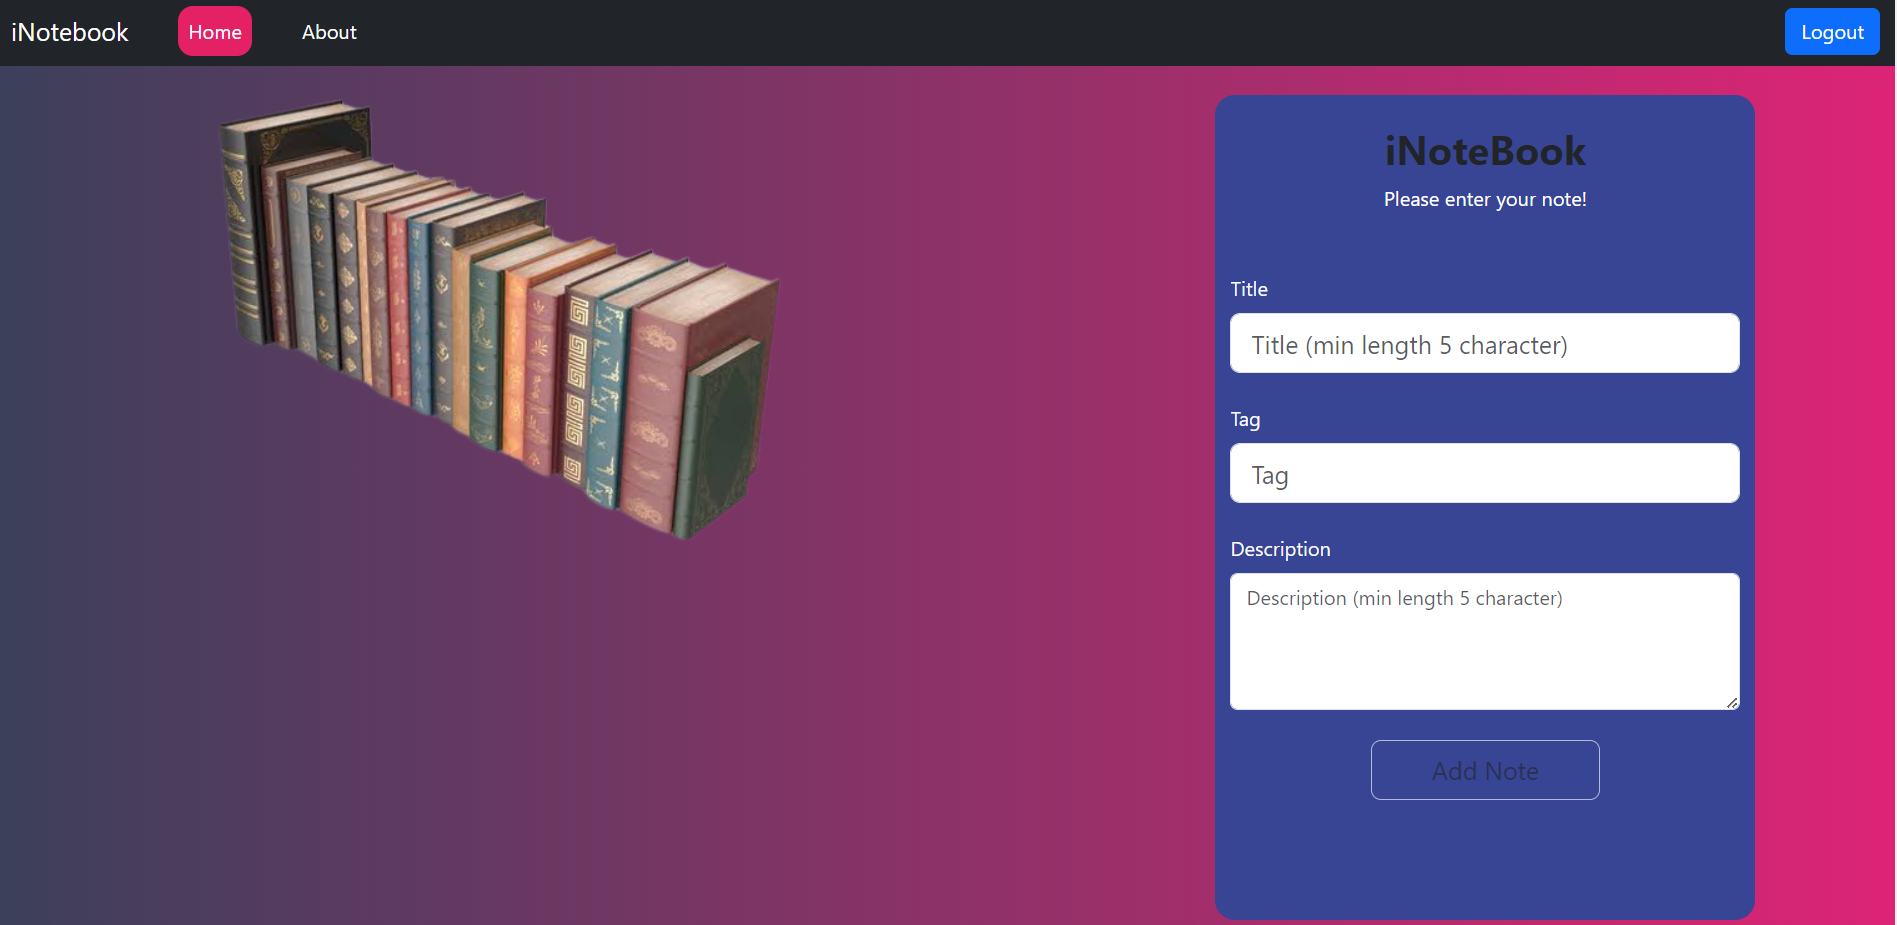 iNotebook Home About Logout
iNoteBook
Please enter your note!
Title
Title (min length 5 character)
Tag
Tag
Description
Description (min length 5 character)
Add Note